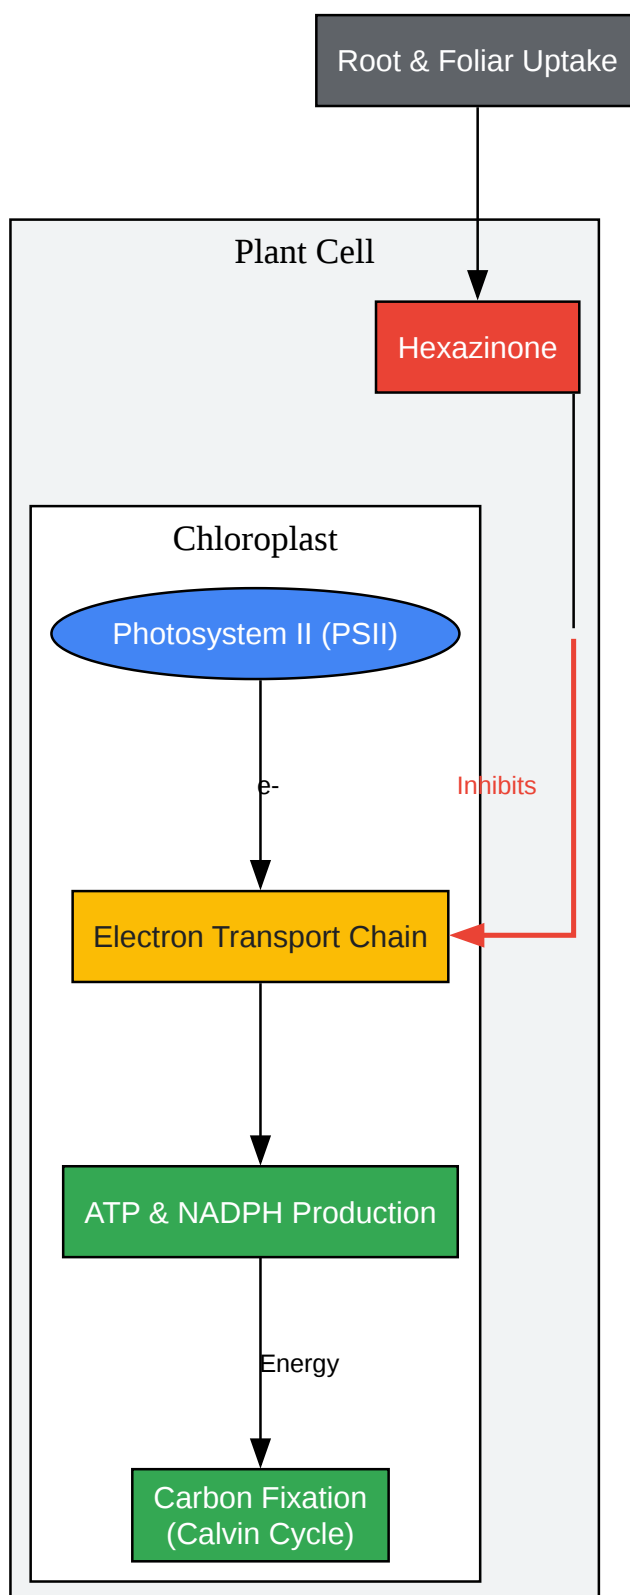 Root & Foliar Uptake
Plant Cell
Hexazinone
Chloroplast
Photosystem II (PSII)
e-
Inhibits
Electron Transport Chain
ATP & NADPH Production
Energy
Carbon Fixation
(Calvin Cycle)